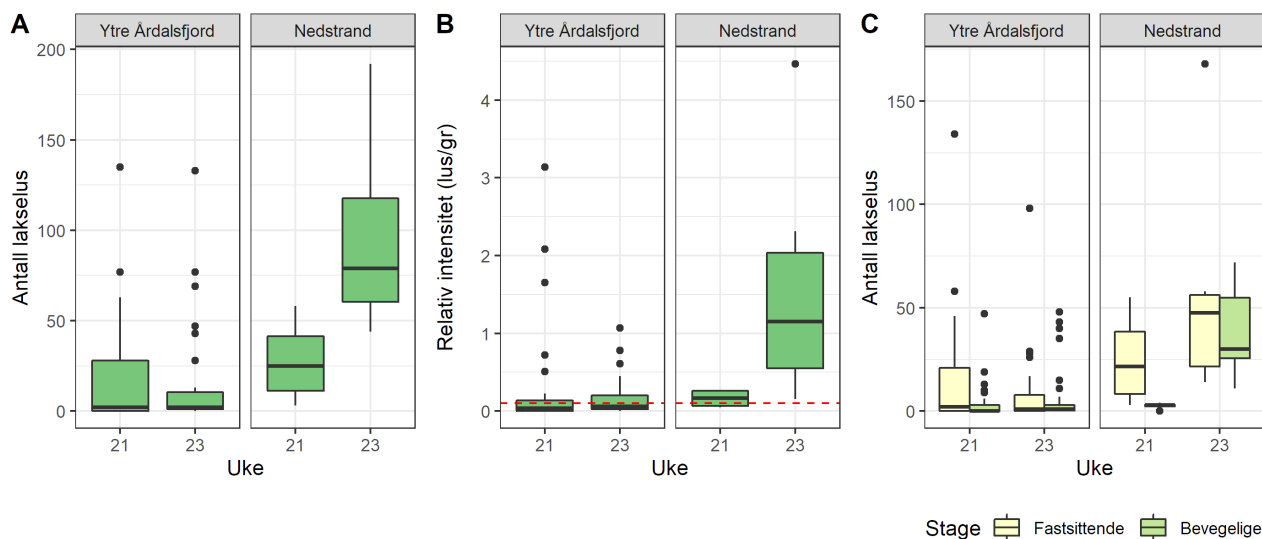 A
Ytre Årdalsfjord
Nedstrand
Antall lakselus
200
150
100
50
0
21
23
21
23
Uke
B
Ytre Årdalsfjord
Nedstrand
Relativ intensitet (lus/gr)
4
3
2
1
0
21
23
21
23
Uke
C
Ytre Årdalsfjord
Nedstrand
Antall lakselus
150
100
50
0
21
23
21
23
Uke
Stage Fastsittende Bevegelige